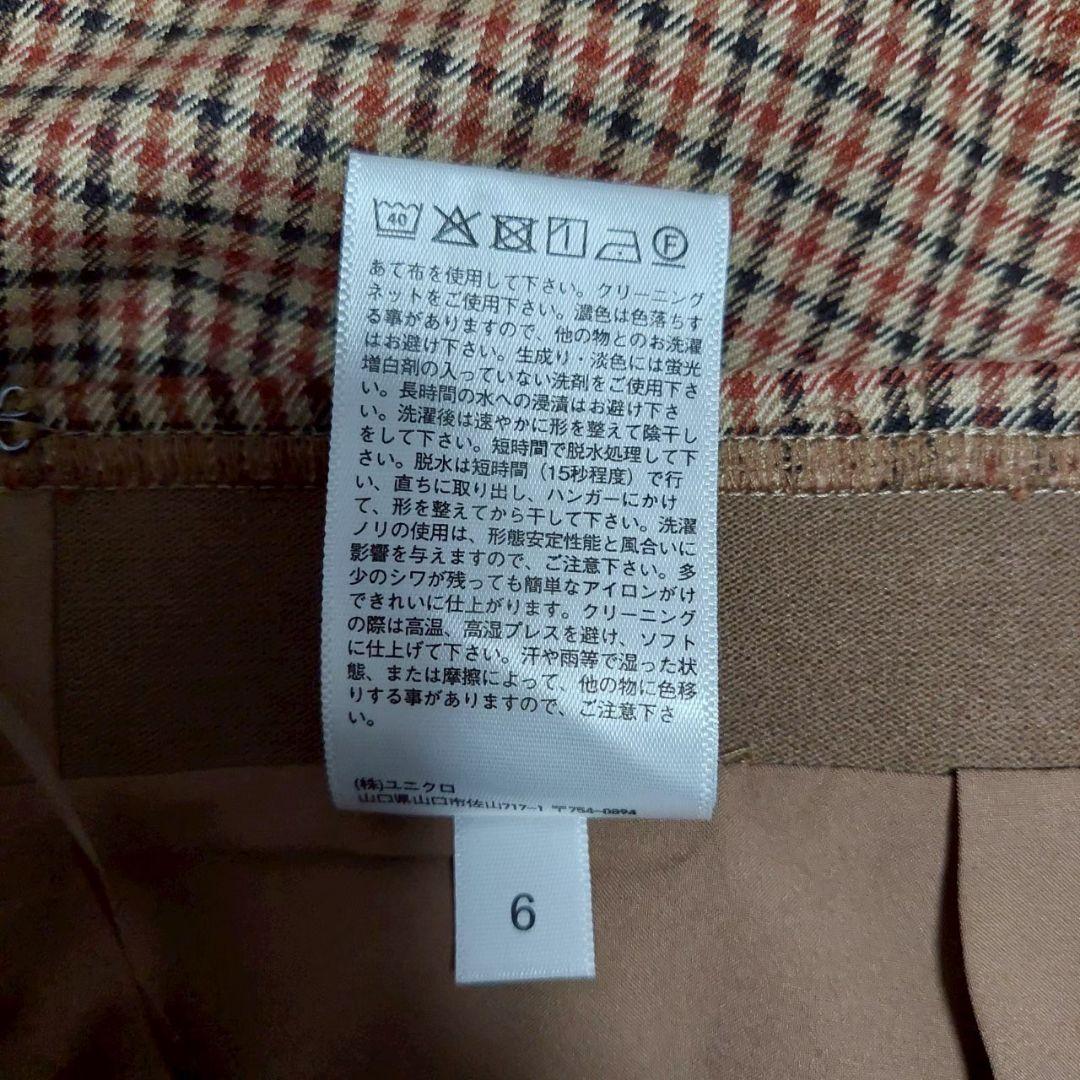 40 F
あて布を使用して下さい。クリーニング
ネットをご使用下さい。濃色は色落ちす
る事がありますので、他の物とのお洗濯
はお避け下さい。生成り・淡色には蛍光
増白剤の入っていない洗剤をご使用下さ
い。長時間の水への浸漬はお避け下さ
い。洗濯後は速やかに形を整えて陰干し
をして下さい。短時間で脱水処理して下
さい。脱水は短時間（15秒程度）で行
い、直ちに取り出し、ハンガーにかけ
て、形を整えてから干して下さい。洗濯
ノリの使用は、形態安定性能と風合いに
影響を与えますので、ご注意下さい。多
少のシワが残っても簡単なアイロンがけ
できれいに仕上がります。クリーニング
の際は高温、高湿プレスを避け、ソフト
に仕上げて下さい。汗や雨等で湿った状
態、または摩擦によって、他の物に色移
りする事がありますので、ご注意下さ
い。
(株)ユニクロ
山口県山口市佐山717-1 〒754-0894
6